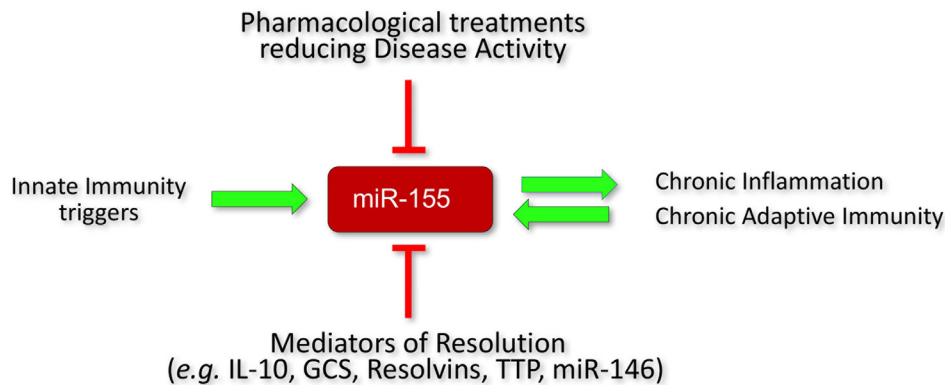 Pharmacological treatments
reducing Disease Activity
Innate Immunity
triggers
miR-155
Chronic Inflammation
Chronic Adaptive Immunity
Mediators of Resolution
(e.g. IL-10, GCS, Resolvins, TTP, miR-146)